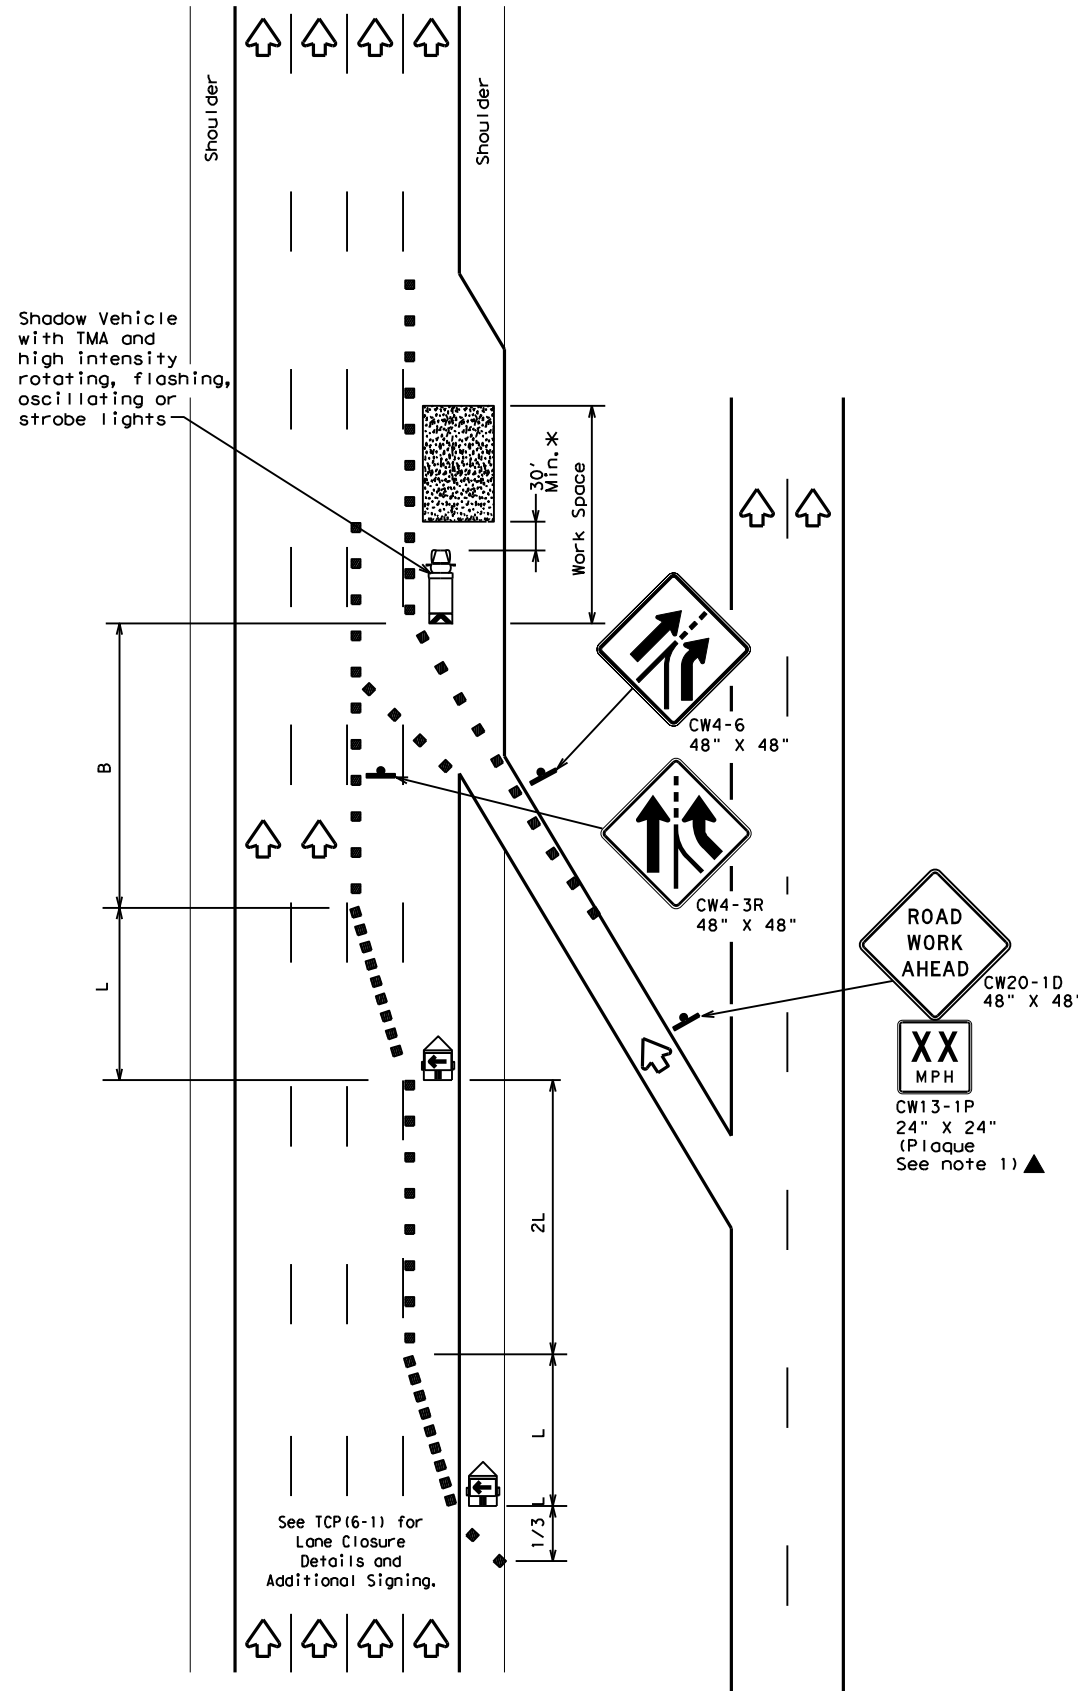 Shoulder
Shoulder
Shadow Vehicle
with TMA and
high intensity
rotating, flashing,
oscillating or
strobe lights
30'
Min.*
Work Space
CW4-6
48" X 48"
B
CW4-3R
48" X 48"
ROAD
WORK
AHEAD
CW20-1D
48" X 48"
L
XX
MPH
CW13-1P
24" X 24"
(Plaque
See note 1)▲
2L
L
1/3 L
See TCP(6-1) for
Lane Closure
Details and
Additional Signing.